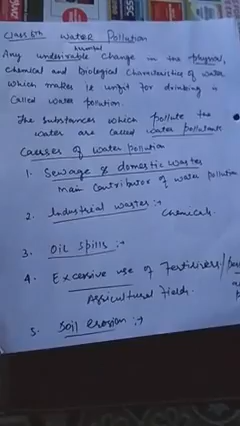 Class 8th Water Pollution
harmful
Any undesirable change in the physical,
chemical and biological characteristics of water
which makes it unfit for drinking is
called water pollution.
The substances which pollute the
water are called water pollutants
Causes of water pollution
1. Sewage & domestic wastes
main contributor of water pollution
2. Industrial wastes :-
Chemicals.
3. Oil spills :-
4. Excessive use of Fertilisers/
Agricultural fields.
5. Soil erosion :-